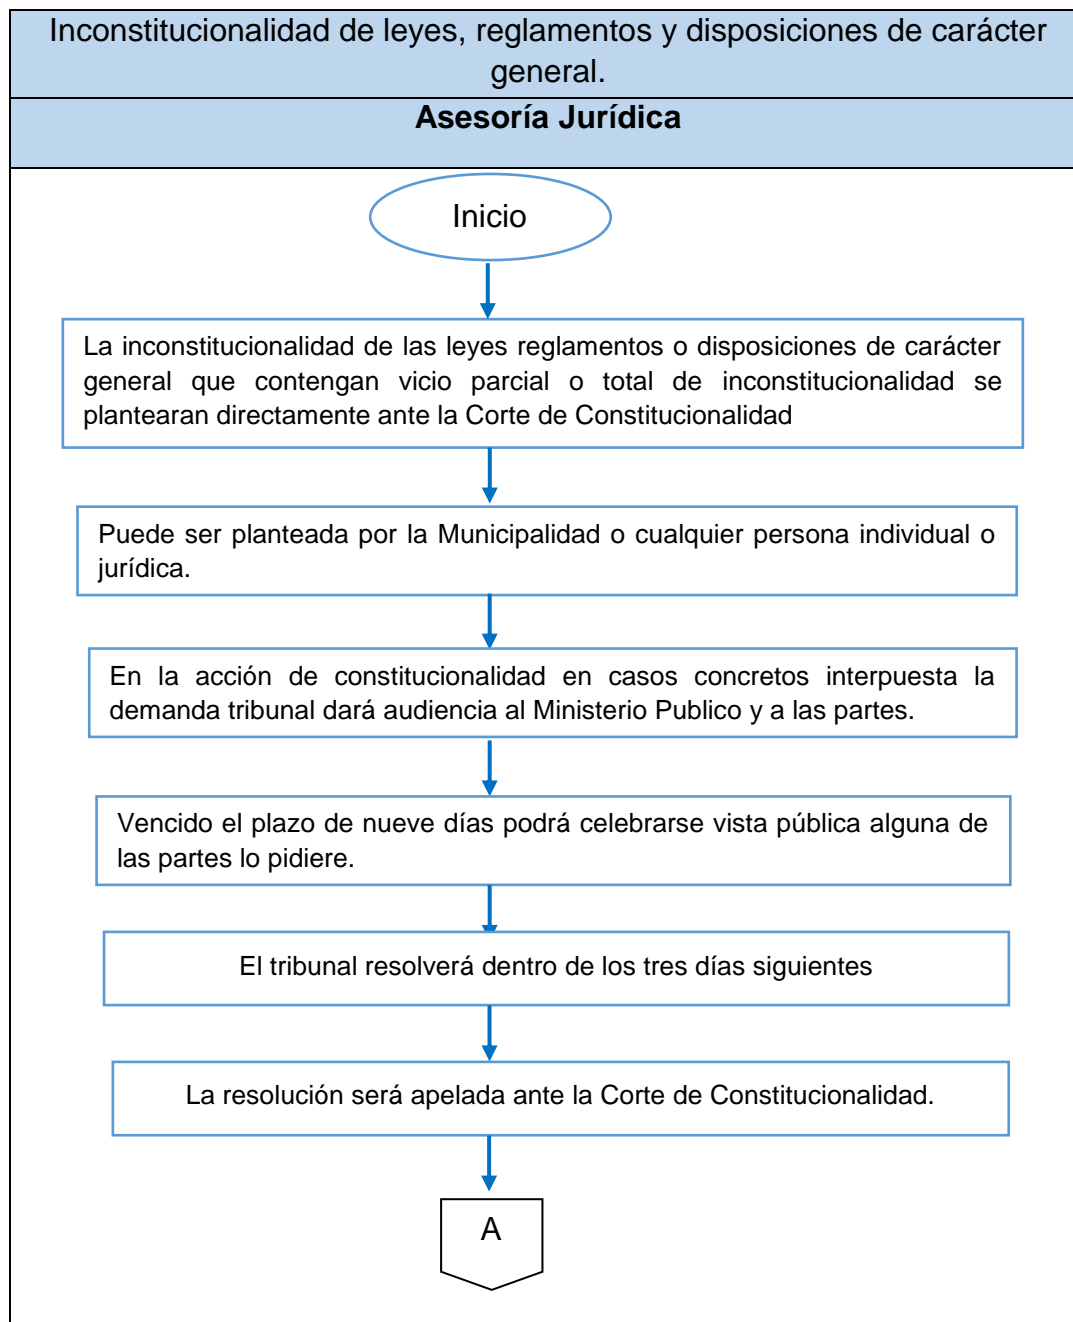 Inconstitucionalidad de leyes, reglamentos y disposiciones de carácter
general.
Asesoría Jurídica
Inicio
La inconstitucionalidad de las leyes reglamentos o disposiciones de carácter
general que contengan vicio parcial o total de inconstitucionalidad se
plantearan directamente ante la Corte de Constitucionalidad
Puede ser planteada por la Municipalidad o cualquier persona individual o
jurídica.
En la acción de constitucionalidad en casos concretos interpuesta la
demanda tribunal dará audiencia al Ministerio Publico y a las partes.
Vencido el plazo de nueve días podrá celebrarse vista pública alguna de
las partes lo pidiere.
El tribunal resolverá dentro de los tres días siguientes
La resolución será apelada ante la Corte de Constitucionalidad.
A